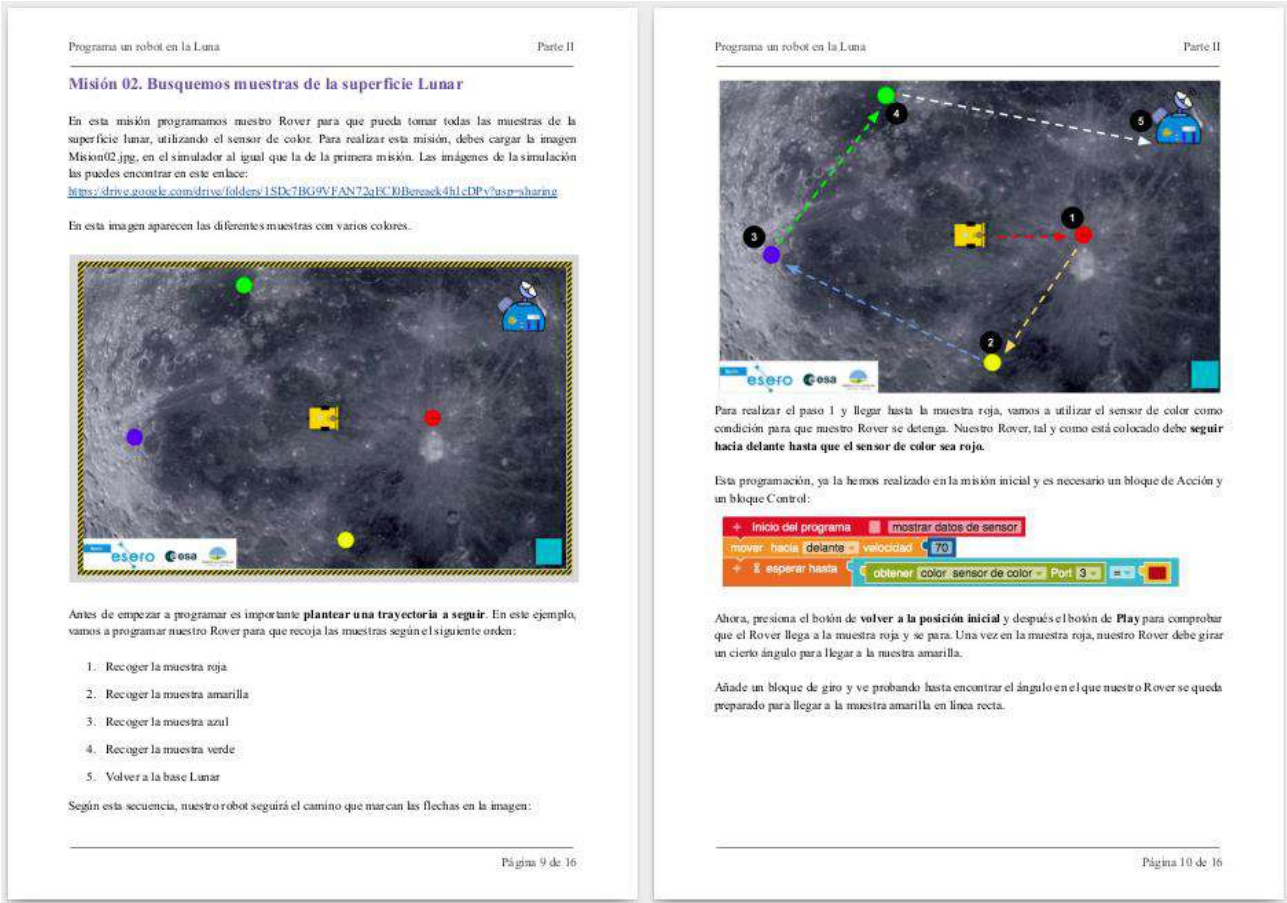 Programa un robot en la Luna Parte II
Misión 02. Busquemos muestras de la superficie Lunar
En esta misión programamos nuestro Rover para que pueda tomar todas las muestras de la
superficie lunar, utilizando el sensor de color. Para realizar esta misión, debes cargar la imagen
Mision02.jpg, en el simulador al igual que la de la primera misión. Las imágenes de la simulación
las puedes encontrar en este enlace:
En esta imagen aparecen las diferentes muestras con varios colores.
esero esa
Antes de empezar a programar es importante plantear una trayectoria a seguir. En este ejemplo,
vamos a programar nuestro Rover para que recoja las muestras según el siguiente orden:
1. Recoger la muestra roja
2. Recoger la muestra amarilla
3. Recoger la muestra azul
4. Recoger la muestra verde
5. Volver a la base Lunar
Según esta secuencia, nuestro robot seguirá el camino que marcan las flechas en la imagen:
Página 9 de 16
Programa un robot en la Luna Parte II
4
5
1
3
2
esero esa
Para realizar el paso 1 y llegar hasta la muestra roja, vamos a utilizar el sensor de color como
condición para que nuestro Rover se detenga. Nuestro Rover, tal y como está colocado debe seguir
hacia delante hasta que el sensor de color sea rojo.
Esta programación, ya la hemos realizado en la misión inicial y es necesario un bloque de Acción y
un bloque Control:
+ Inicio del programa mostrar datos de sensor
mover hacia delante velocidad 70
+ esperar hasta obtener color sensor de color Port 3 =
Ahora, presiona el botón de volver a la posición inicial y después el botón de Play para comprobar
que el Rover llega a la muestra roja y se para. Una vez en la muestra roja, nuestro Rover debe girar
un cierto ángulo para llegar a la muestra amarilla.
Añade un bloque de giro y ve probando hasta encontrar el ángulo en el que nuestro Rover se queda
preparado para llegar a la muestra amarilla en línea recta.
Página 10 de 16